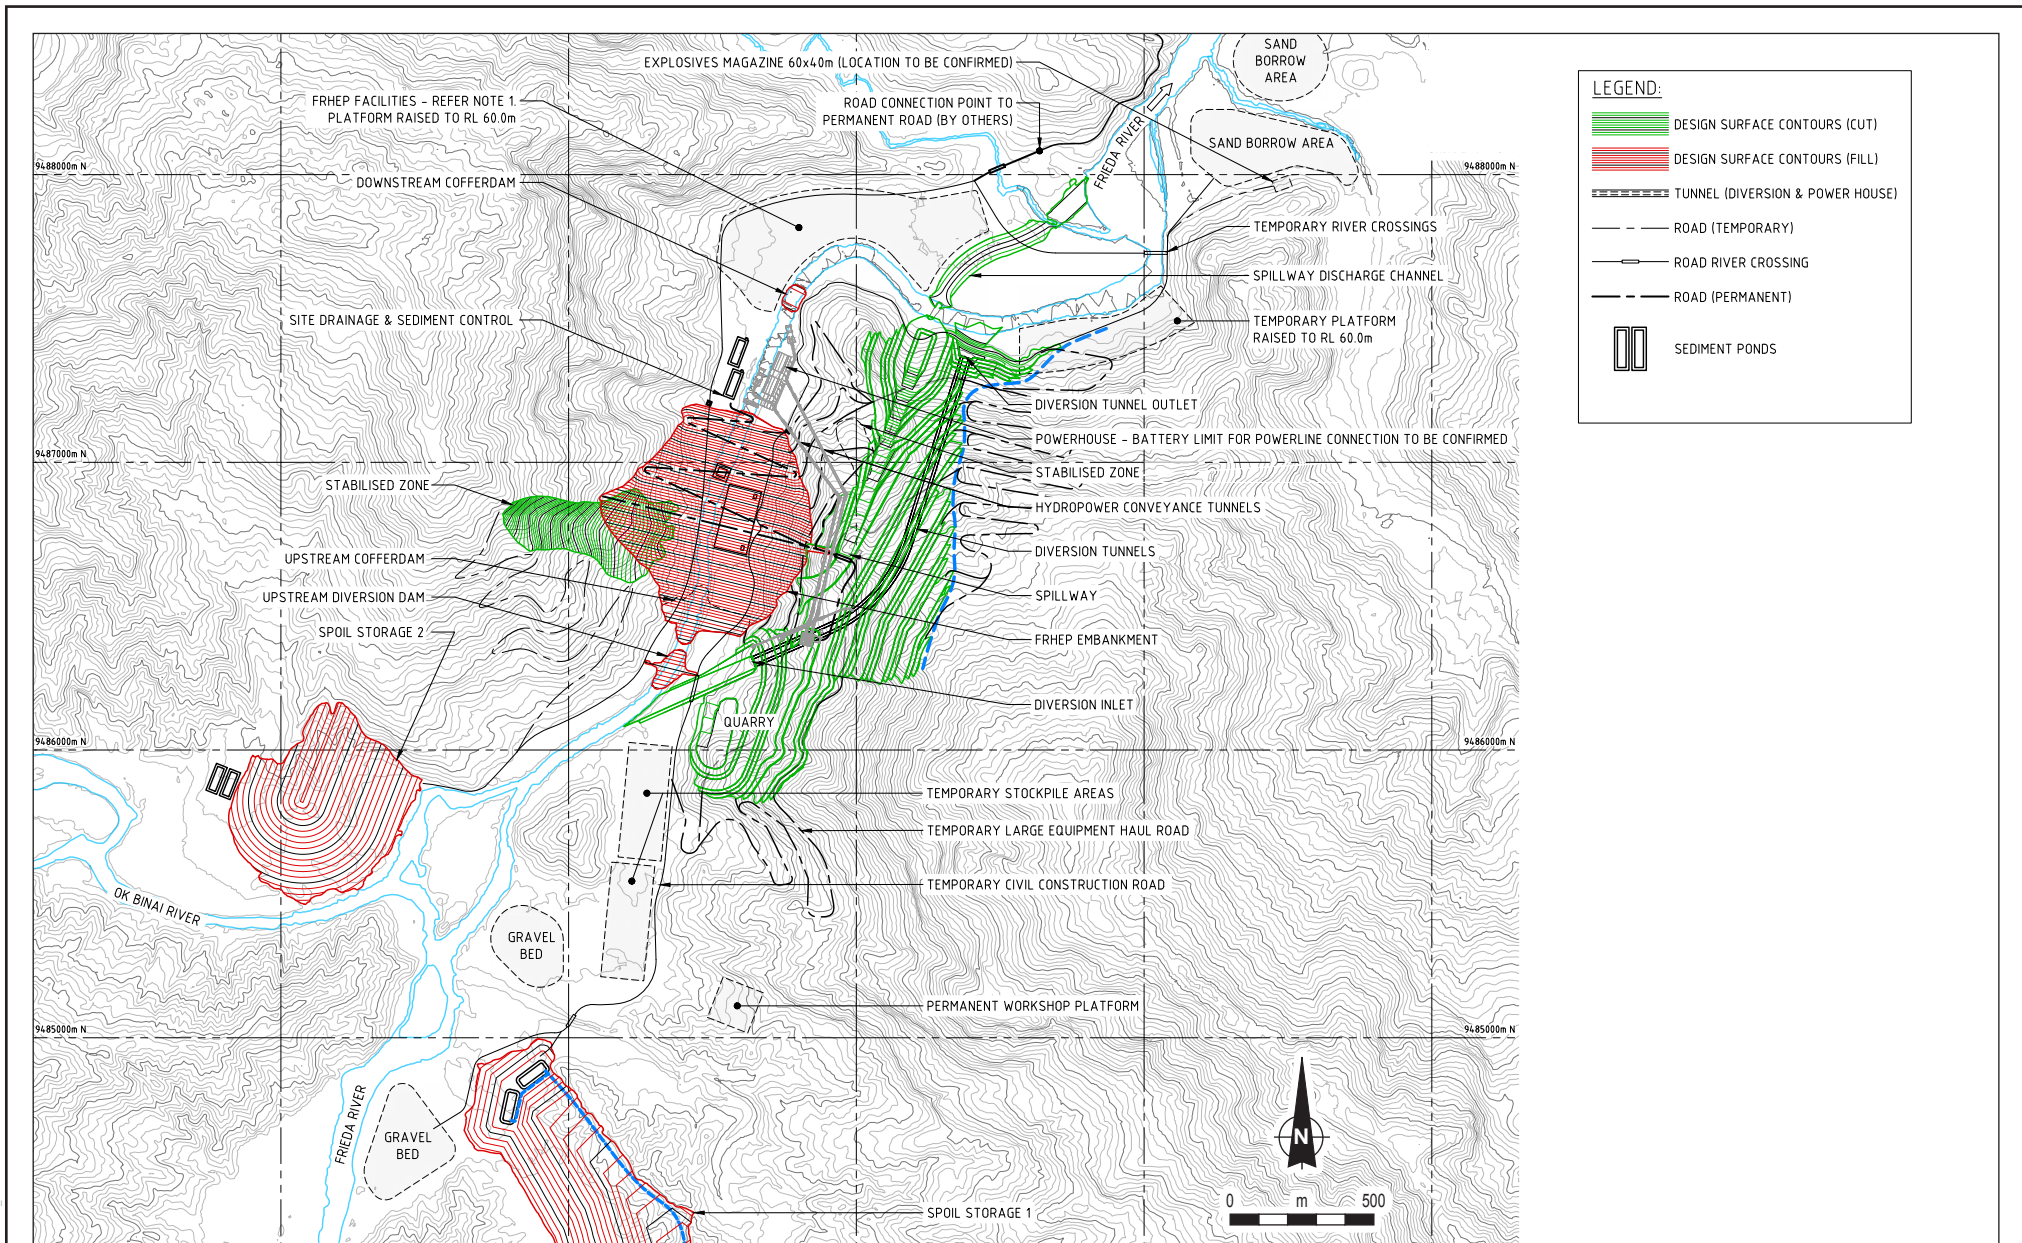 SAND
BORROW
AREA
EXPLOSIVES MAGAZINE 60x40m (LOCATION TO BE CONFIRMED)
FRHEP FACILITIES - REFER NOTE 1.
PLATFORM RAISED TO RL 60.0m
ROAD CONNECTION POINT TO
PERMANENT ROAD (BY OTHERS)
FRIEDA RIVER
SAND BORROW AREA
9488000m N
9488000m N
DOWNSTREAM COFFERDAM
TEMPORARY RIVER CROSSINGS
SPILLWAY DISCHARGE CHANNEL
SITE DRAINAGE & SEDIMENT CONTROL
TEMPORARY PLATFORM
RAISED TO RL 60.0m
DIVERSION TUNNEL OUTLET
POWERHOUSE - BATTERY LIMIT FOR POWERLINE CONNECTION TO BE CONFIRMED
9487000m N
9487000m N
STABILISED ZONE
STABILISED ZONE
HYDROPOWER CONVEYANCE TUNNELS
DIVERSION TUNNELS
UPSTREAM COFFERDAM
UPSTREAM DIVERSION DAM
SPILLWAY
SPOIL STORAGE 2
FRHEP EMBANKMENT
DIVERSION INLET
QUARRY
9486000m N
9486000m N
TEMPORARY STOCKPILE AREAS
TEMPORARY LARGE EQUIPMENT HAUL ROAD
TEMPORARY CIVIL CONSTRUCTION ROAD
OK BINAI RIVER
GRAVEL
BED
PERMANENT WORKSHOP PLATFORM
9485000m N
9485000m N
FRIEDA RIVER
GRAVEL
BED
SPOIL STORAGE 1
N
0 m 500
LEGEND:
DESIGN SURFACE CONTOURS (CUT)
DESIGN SURFACE CONTOURS (FILL)
TUNNEL (DIVERSION & POWER HOUSE)
ROAD (TEMPORARY)
ROAD RIVER CROSSING
ROAD (PERMANENT)
SEDIMENT PONDS